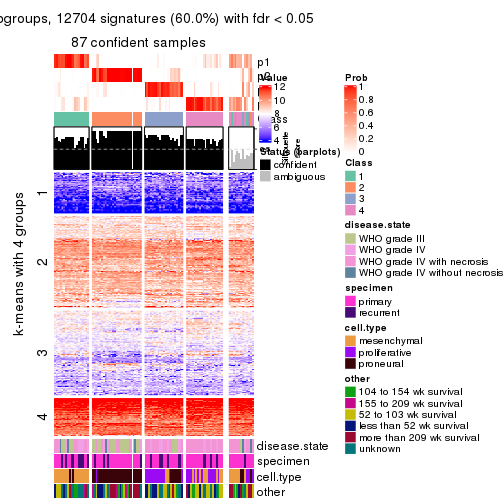 ogroups, 12704 signatures (60.0%) with fdr < 0.05
87 confident samples
p1
Value
12
10
8
6
4
Status (barplots)
confident
ambiguous
Silhouette
score
k-means with 4 groups
1
2
3
4
disease.state
specimen
cell.type
other
Prob
1
0.8
0.6
0.4
0.2
0
Class
1
2
3
4
disease.state
WHO grade III
WHO grade IV
WHO grade IV with necrosis
WHO grade IV without necrosis
specimen
primary
recurrent
cell.type
mesenchymal
proliferative
proneural
other
104 to 154 wk survival
155 to 209 wk survival
52 to 103 wk survival
less than 52 wk survival
more than 209 wk survival
unknown